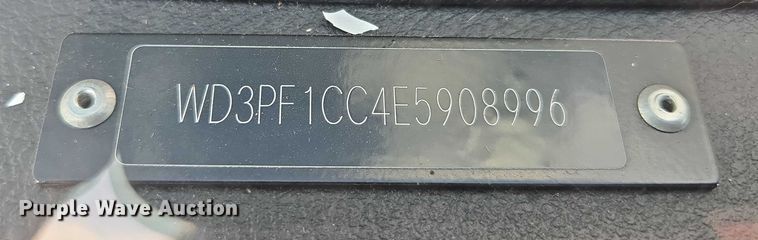 WD3PF1CC4E5908996
Purple Wave Auction